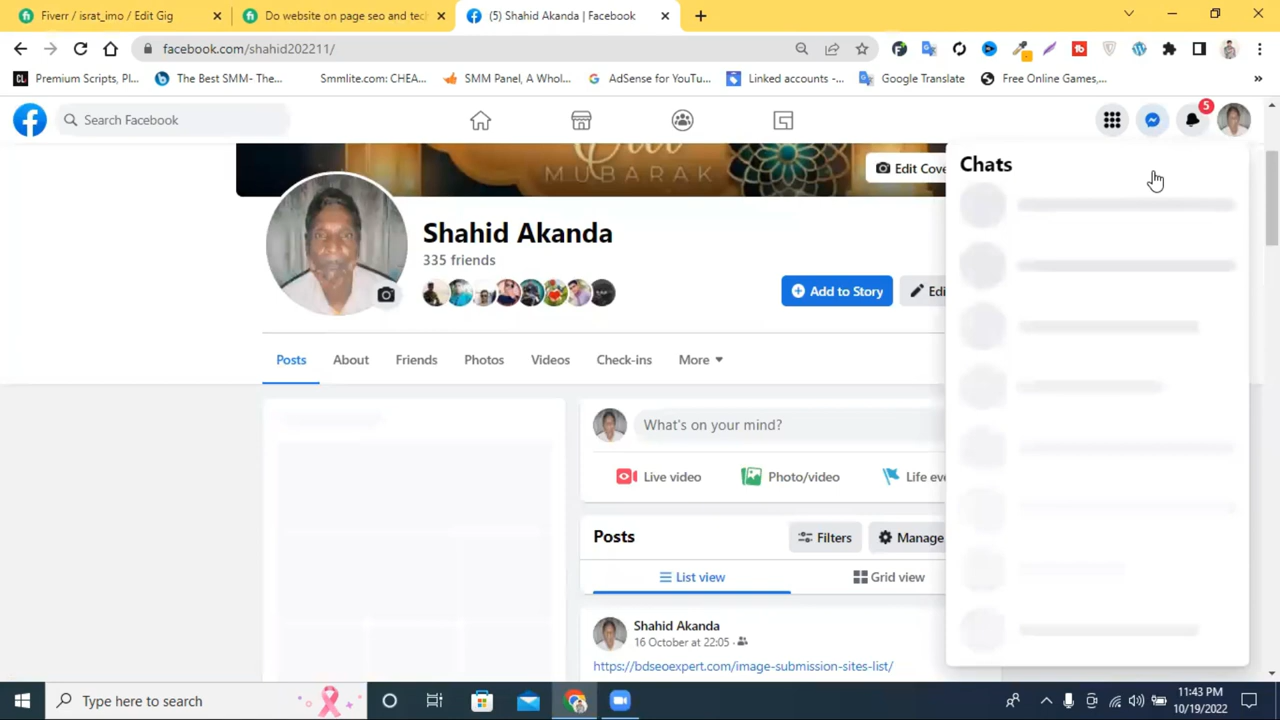 Fiverr / israt_imo / Edit Gig
Do website on page seo and tech
(5) Shahid Akanda | Facebook
facebook.com/shahid202211/
Premium Scripts, Pl...
The Best SMM- The...
Smmlite.com: CHEA...
SMM Panel, A Whol...
AdSense for YouTu...
Linked accounts -...
Google Translate
Free Online Games,...
Search Facebook
5
MUBARAK
Edit Cove
Chats
Shahid Akanda
335 friends
Add to Story
Edi
Posts
About
Friends
Photos
Videos
Check-ins
More
What's on your mind?
Live video
Photo/video
Life eve
Posts
Filters
Manage
List view
Grid view
Shahid Akanda
16 October at 22:05
https://bdseoexpert.com/image-submission-sites-list/
Type here to search
11:43 PM
10/19/2022